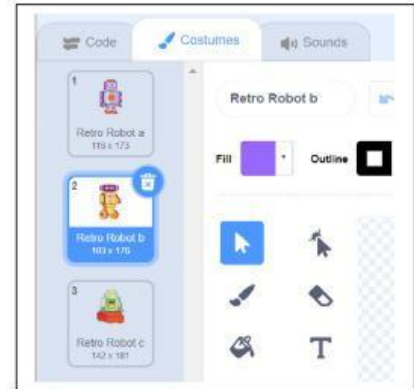 Code Costumes Sounds
1
Retro Robot a
116 x 173
2
Retro Robot b
103 x 176
3
Retro Robot c
142 x 181
Retro Robot b
Fill Outline
T